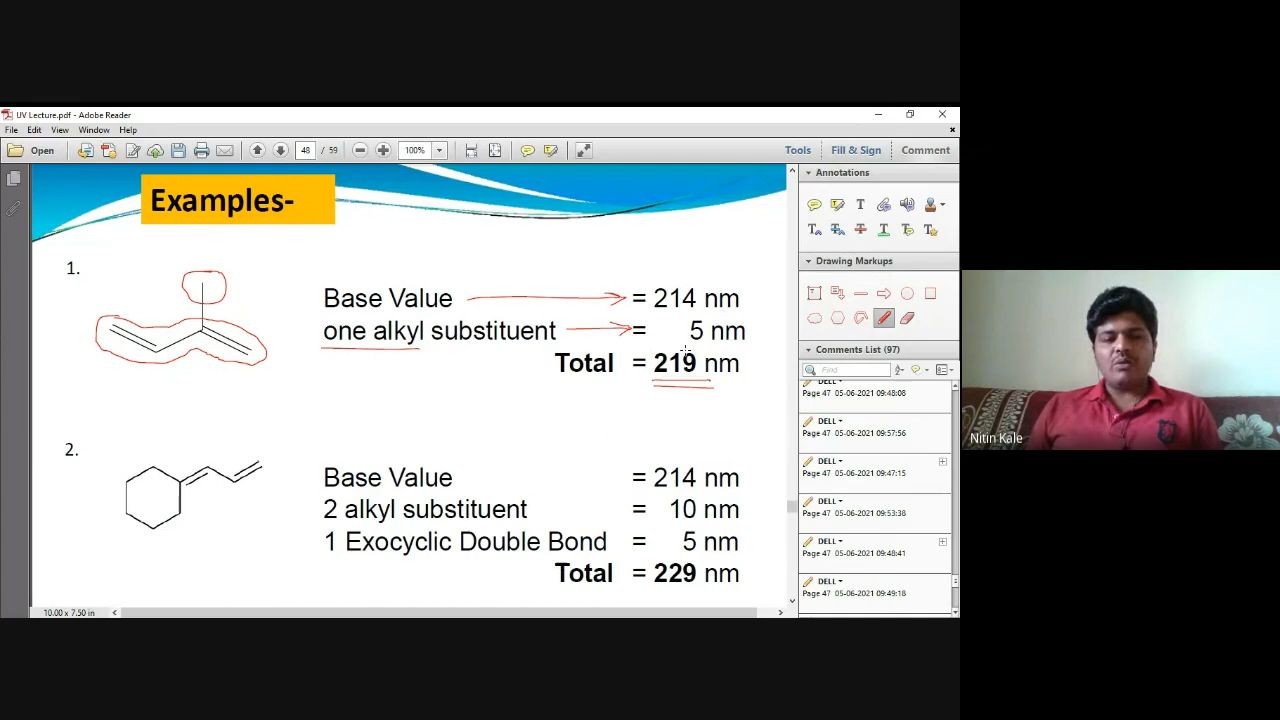 UV Lecture.pdf - Adobe Reader
File Edit View Window Help
Open 48 / 59 100% Tools Fill & Sign Comment
Examples-
1.
Base Value = 214 nm
one alkyl substituent = 5 nm
Total = 219 nm
2.
Base Value = 214 nm
2 alkyl substituent = 10 nm
1 Exocyclic Double Bond = 5 nm
Total = 229 nm
10.00 x 7.50 in
Annotations
Drawing Markups
Comments List (97)
Find
DELL
Page 47 05-06-2021 09:48:08
DELL
Page 47 05-06-2021 09:57:56
DELL
Page 47 05-06-2021 09:47:15
DELL
Page 47 05-06-2021 09:53:38
DELL
Page 47 05-06-2021 09:48:41
DELL
Page 47 05-06-2021 09:49:18
Nitin Kale